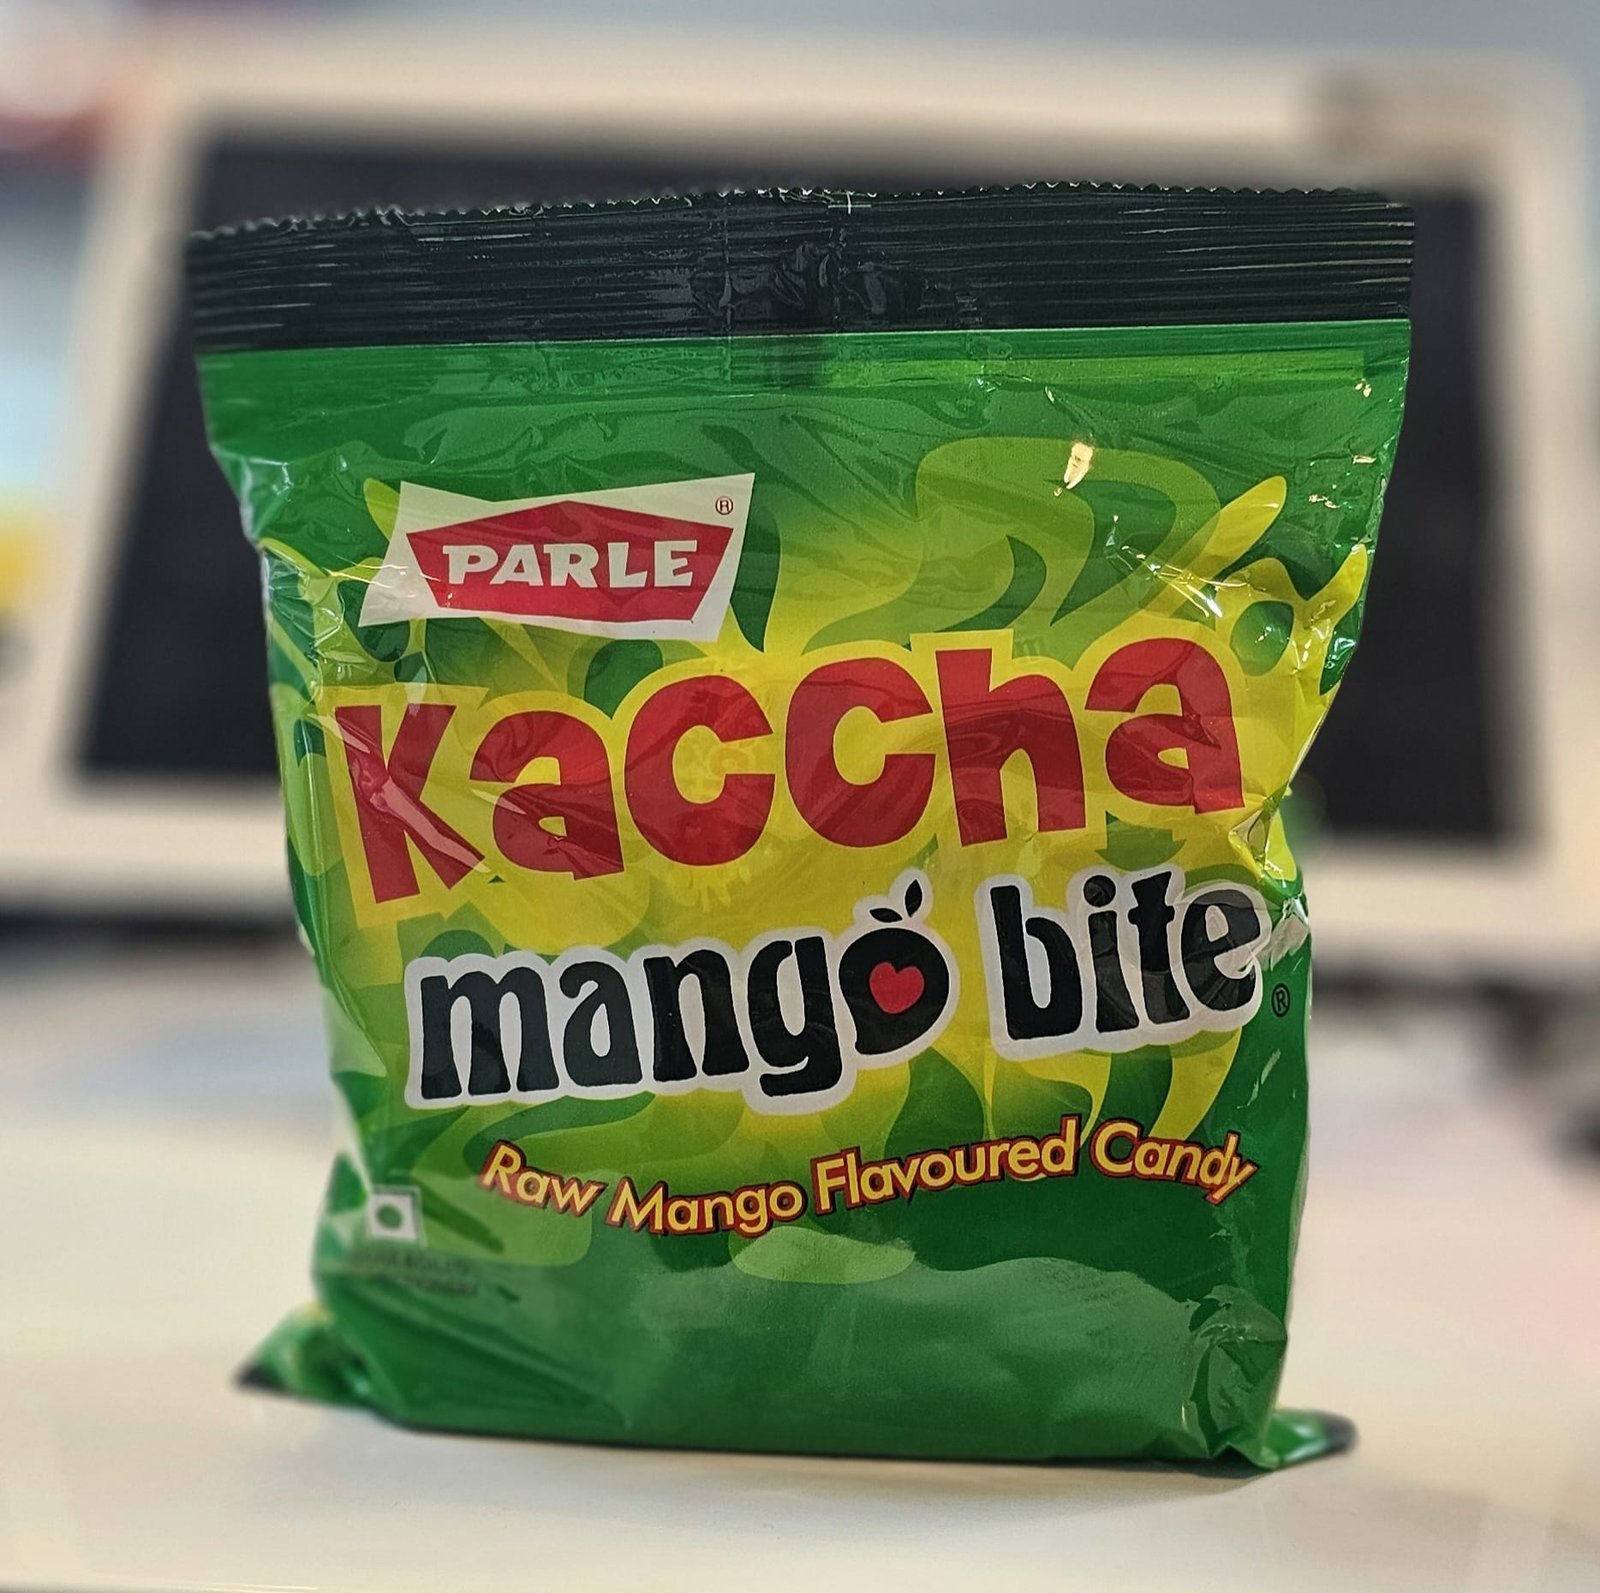 PARLE ®
Kaccha
mango bite ®
Raw Mango Flavoured Candy